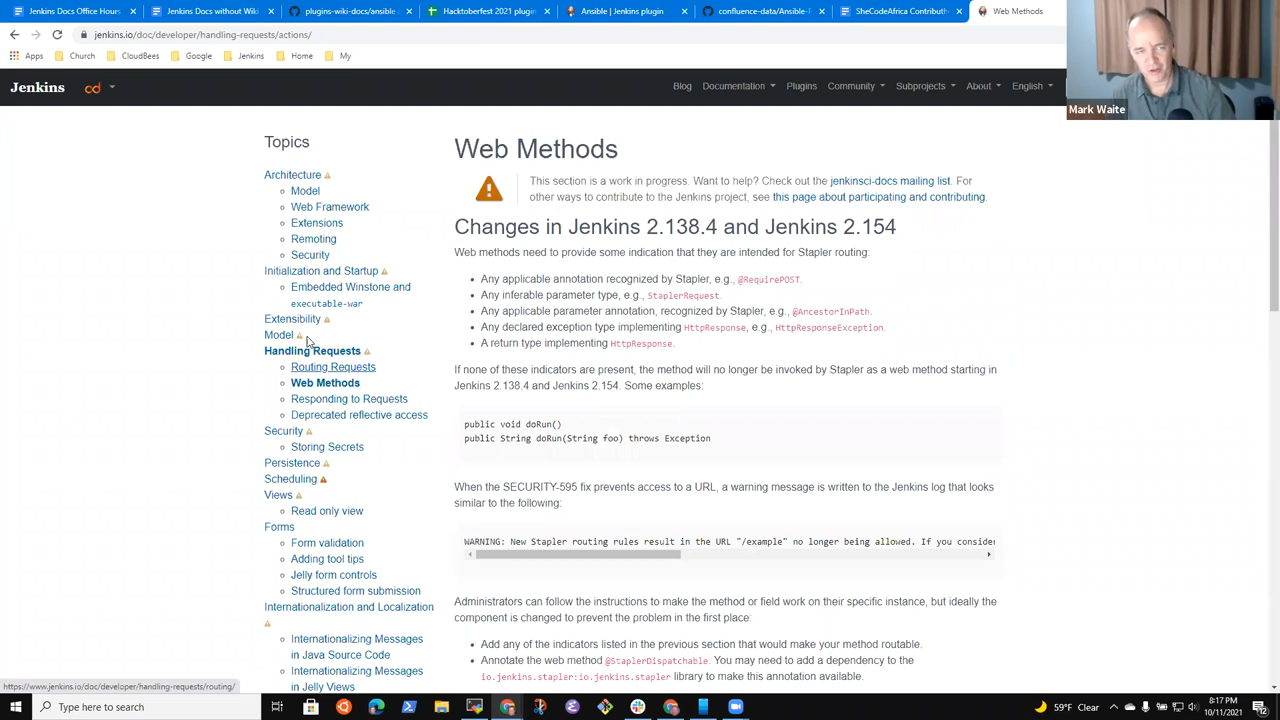 Jenkins Docs Office Hours
Jenkins Docs without Wiki
plugins-wiki-docs/ansible
Hacktoberfest 2021 plugin
Ansible | Jenkins plugin
confluence-data/Ansible-
SheCodeAfrica Contributh
Web Methods
jenkins.io/doc/developer/handling-requests/actions/
Apps
Church
CloudBees
Google
Jenkins
Home
My
Mark Waite
Jenkins
cd
Blog
Documentation
Plugins
Community
Subprojects
About
English
Topics
Architecture
Model
Web Framework
Extensions
Remoting
Security
Initialization and Startup
Embedded Winstone and
executable-war
Extensibility
Model
Handling Requests
Routing Requests
Web Methods
Responding to Requests
Deprecated reflective access
Security
Storing Secrets
Persistence
Scheduling
Views
Read only view
Forms
Form validation
Adding tool tips
Jelly form controls
Structured form submission
Internationalization and Localization
Internationalizing Messages
in Java Source Code
Internationalizing Messages
in Jelly Views
Web Methods
This section is a work in progress. Want to help? Check out the jenkinsci-docs mailing list. For
other ways to contribute to the Jenkins project, see this page about participating and contributing.
Changes in Jenkins 2.138.4 and Jenkins 2.154
Web methods need to provide some indication that they are intended for Stapler routing:
Any applicable annotation recognized by Stapler, e.g., @RequirePOST.
Any inferable parameter type, e.g., StaplerRequest.
Any applicable parameter annotation, recognized by Stapler, e.g., @AncestorInPath.
Any declared exception type implementing HttpResponse, e.g., HttpResponseException.
A return type implementing HttpResponse.
If none of these indicators are present, the method will no longer be invoked by Stapler as a web method starting in
Jenkins 2.138.4 and Jenkins 2.154. Some examples:
public void doRun()
public String doRun(String foo) throws Exception
When the SECURITY-595 fix prevents access to a URL, a warning message is written to the Jenkins log that looks
similar to the following:
WARNING: New Stapler routing rules result in the URL "/example" no longer being allowed. If you consider
Administrators can follow the instructions to make the method or field work on their specific instance, but ideally the
component is changed to prevent the problem in the first place:
Add any of the indicators listed in the previous section that would make your method routable.
Annotate the web method @StaplerDispatchable. You may need to add a dependency to the
io.jenkins.stapler:io.jenkins.stapler library to make this annotation available.
https://www.jenkins.io/doc/developer/handling-requests/routing/
Type here to search
59°F Clear
8:17 PM
10/11/2021
12